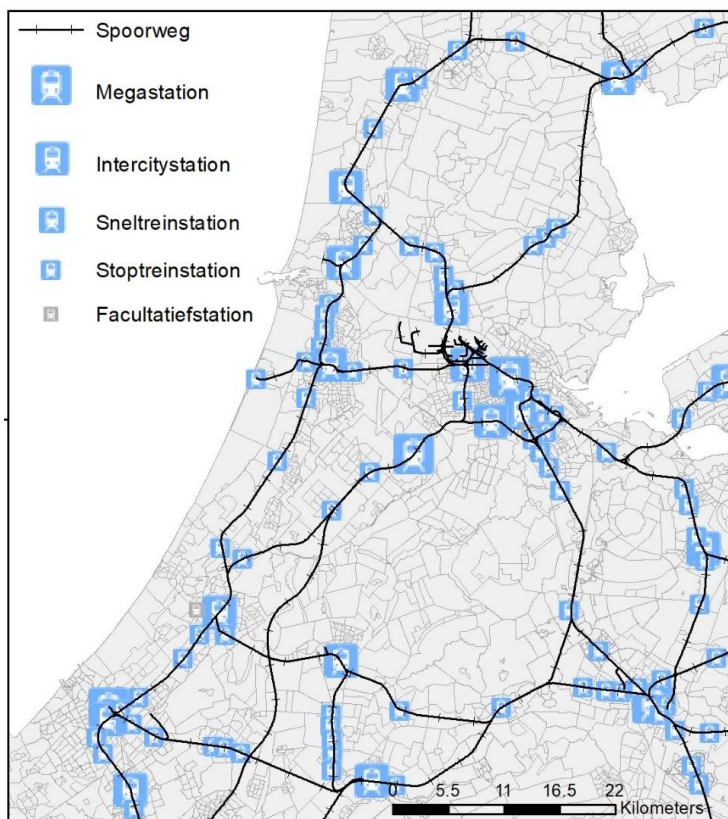 Spoorweg
Megastation
Intercitystation
Sneltreinstation
Stoptreinstation
Facultatiefstation
0 5.5 11 16.5 22
Kilometers